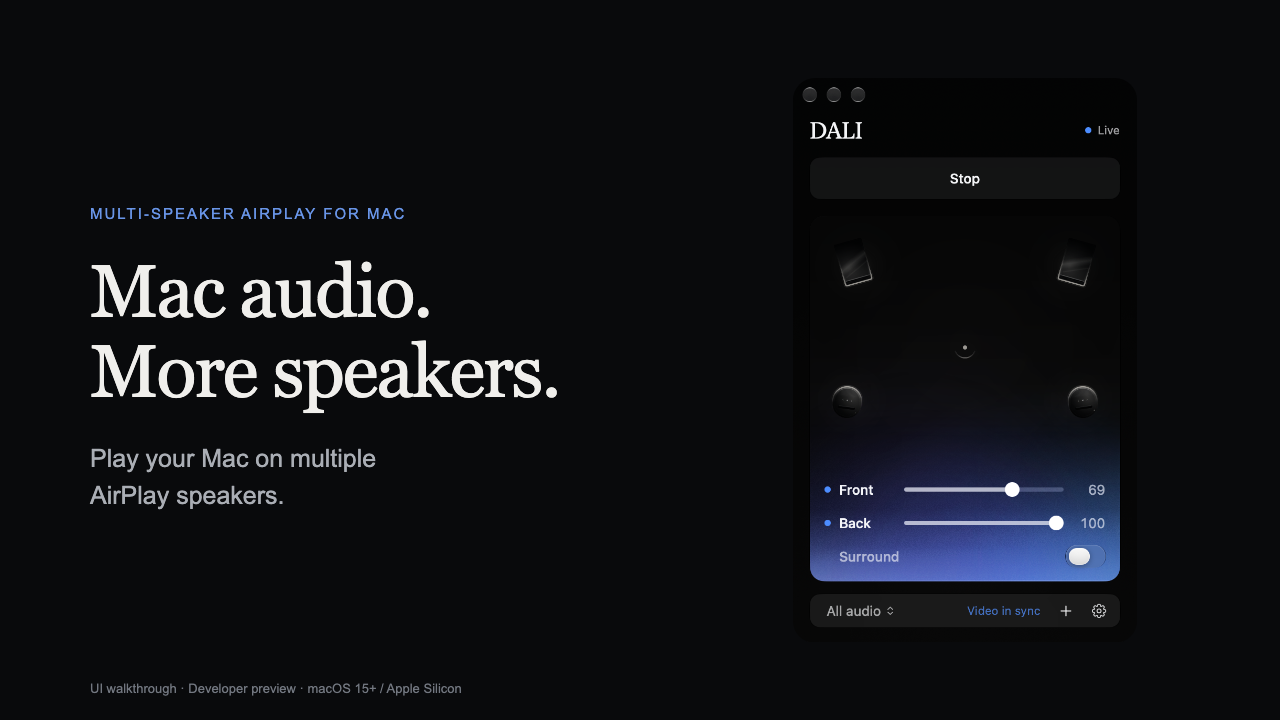 MULTI-SPEAKER AIRPLAY FOR MAC
Mac audio.
More speakers.
Play your Mac on multiple
AirPlay speakers.
UI walkthrough · Developer preview · macOS 15+ / Apple Silicon
DALI
Live
Stop
Front 69
Back 100
Surround
All audio Video in sync